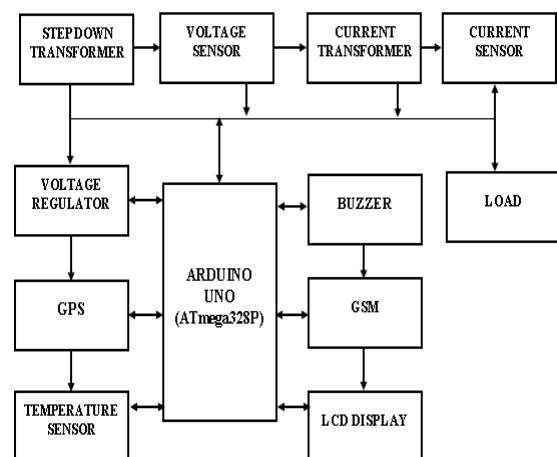 STEPDOWN
TRANSFORMER
VOLTAGE
SENSOR
CURRENT
TRANSFORMER
CURRENT
SENSOR
VOLTAGE
REGULATOR
BUZZER
LOAD
ARDUINO
UNO
(ATmega328P)
GPS
GSM
TEMPERATURE
SENSOR
LCD DISPLAY